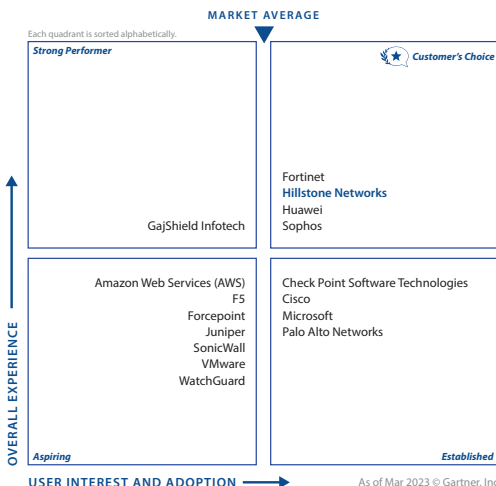 MARKET AVERAGE
Each quadrant is sorted alphabetically.
Strong Performer
Customer's Choice
Fortinet
Hillstone Networks
Huawei
Sophos
GajShield Infotech
Amazon Web Services (AWS)
F5
Forcepoint
Juniper
SonicWall
VMware
WatchGuard
Check Point Software Technologies
Cisco
Microsoft
Palo Alto Networks
OVERALL EXPERIENCE
Aspiring
Established
USER INTEREST AND ADOPTION
As of Mar 2023 © Gartner, Inc